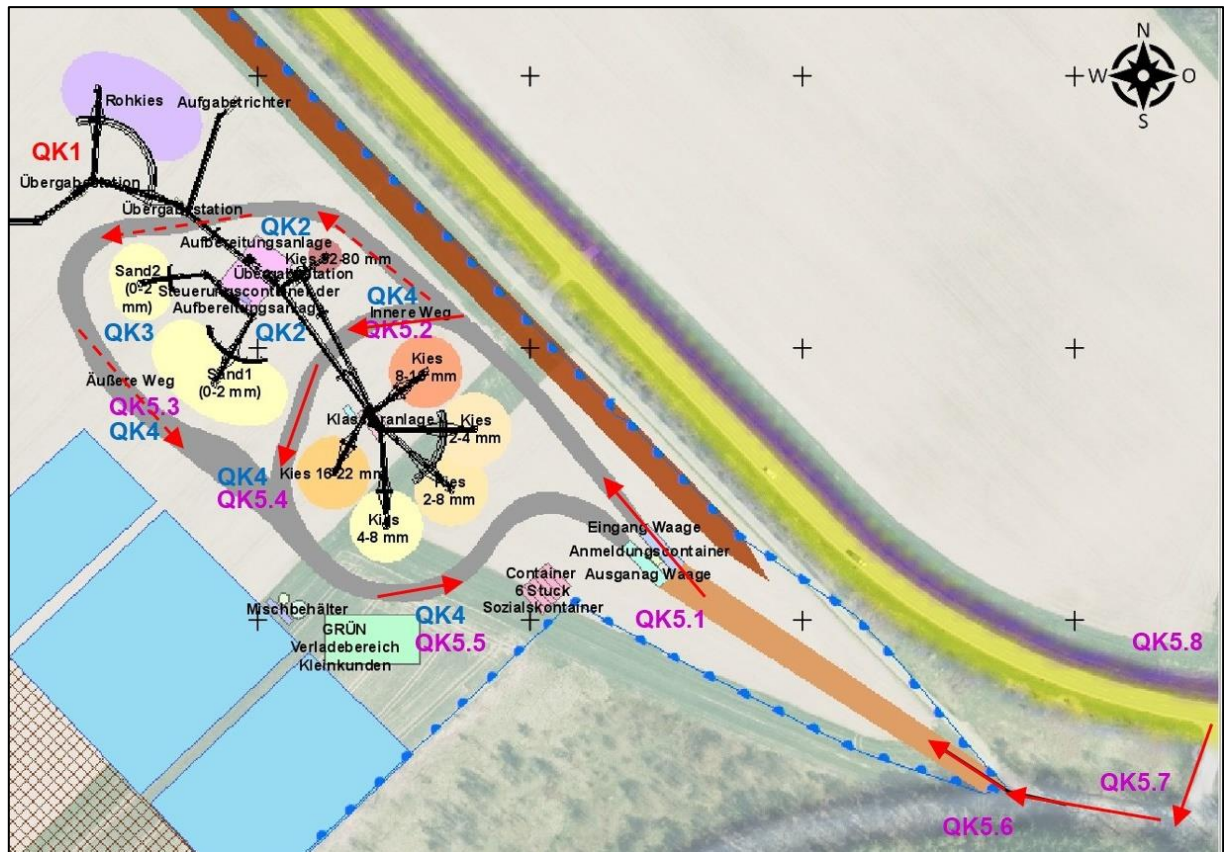 N
W
O
S
Rohkies
Aufgabetrichter
QK1
Übergabestation
Übergabestation
QK2
Aufbereitungsanlage
Kies 32-80 mm
Sand2
(0-2
mm)
Übergabestation
Steuerungscontainer der
Aufbereitungsanlage
QK4
Innere Weg
QK5.2
QK3
QK2
Kies
8-16 mm
Sand1
(0-2 mm)
Äußere Weg
QK5.3
QK4
Klassieranlage
Kies
2-4 mm
QK4
QK5.4
Kies 16-22 mm
Kies
2-8 mm
Kies
4-8 mm
Eingang Waage
Anmeldungscontainer
Ausganag Waage
Container
6 Stuck
Sozialskontainer
Mischbehälter
QK4
QK5.5
GRÜN
Verladebereich
Kleinkunden
QK5.1
QK5.8
QK5.7
QK5.6